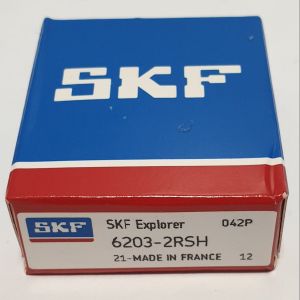 SKF
SKF
SKF Explorer 042P
6203-2RSH
21-MADE IN FRANCE 12